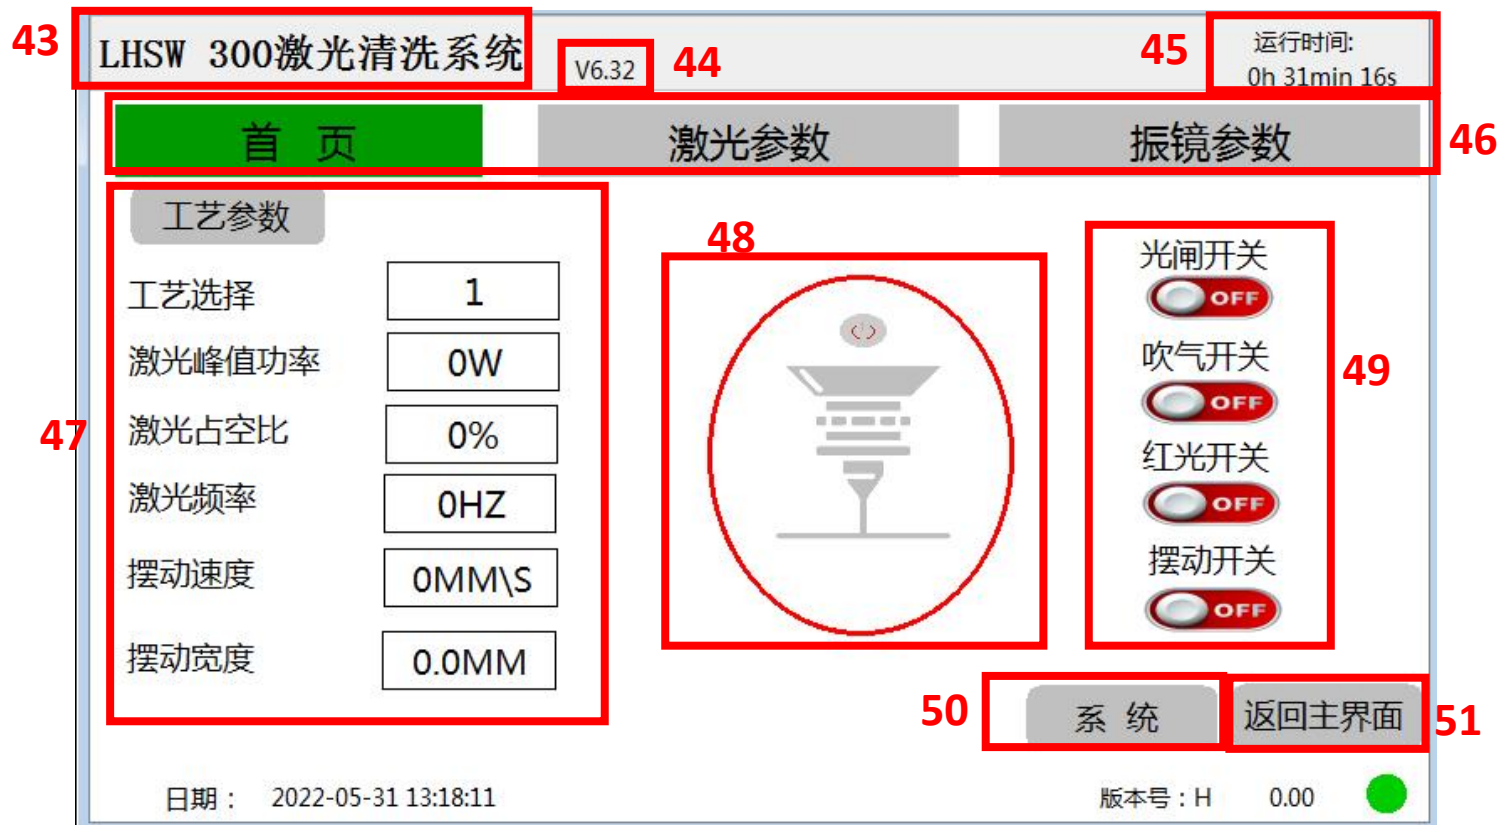 43 LHSW 300激光清洗系统 V6.32 44 45 运行时间:
0h 31min 16s
首 页 激光参数 振镜参数 46
工艺参数
47
工艺选择 1
激光峰值功率 0W
激光占空比 0%
激光频率 0HZ
摆动速度 0MM\S
摆动宽度 0.0MM
48
光闸开关
OFF
吹气开关
OFF
49
红光开关
OFF
摆动开关
OFF
50 系 统 返回主界面 51
日期： 2022-05-31 13:18:11 版本号：H 0.00